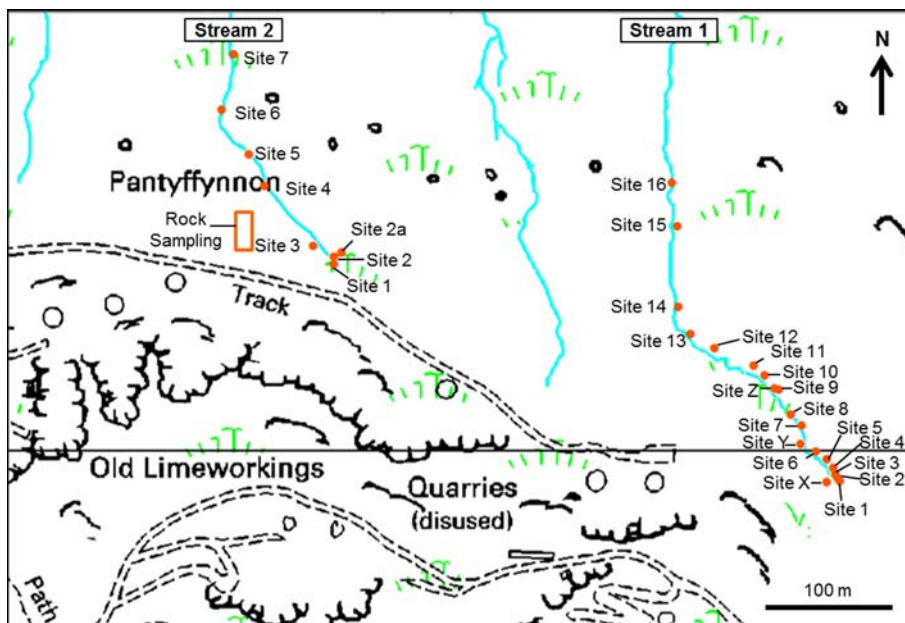 Stream 2
Stream 1
N
Site 7
Site 6
Site 5
Pantyffynnon
Site 4
Rock
Sampling
Site 3
Site 2a
Site 2
Site 1
Track
Site 16
Site 15
Site 14
Site 13
Site 12
Site 11
Site 10
Site Z
Site 9
Site 8
Site 7
Site 5
Site Y
Site 4
Site 6
Site 3
Site X
Site 2
Site 1
Old Limeworkings
Quarries
(disused)
Path
100 m